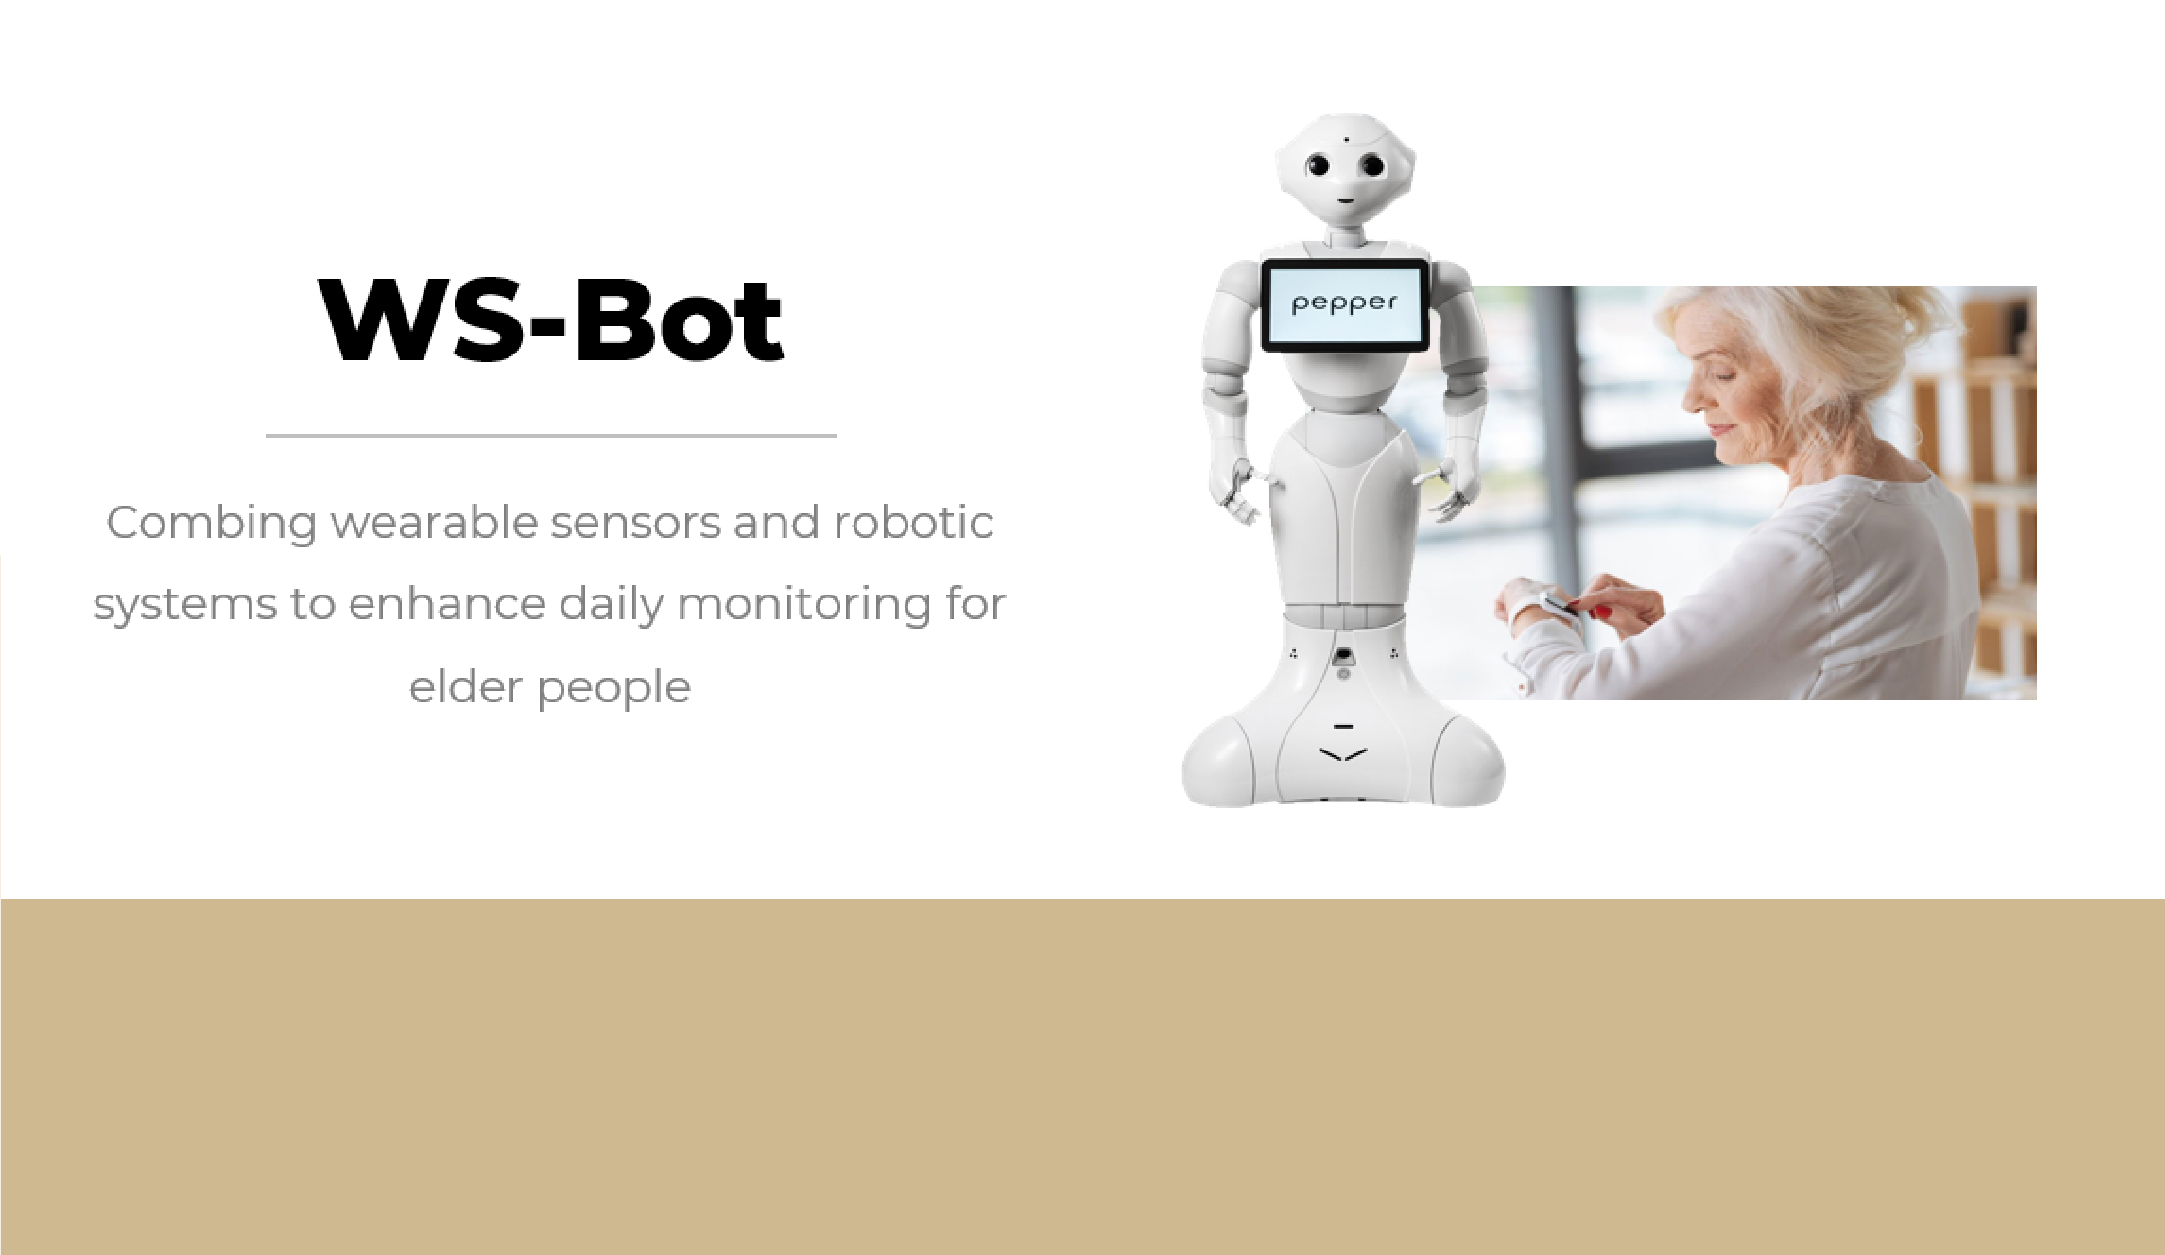 WS-Bot
Combing wearable sensors and robotic
systems to enhance daily monitoring for
elder people
pepper